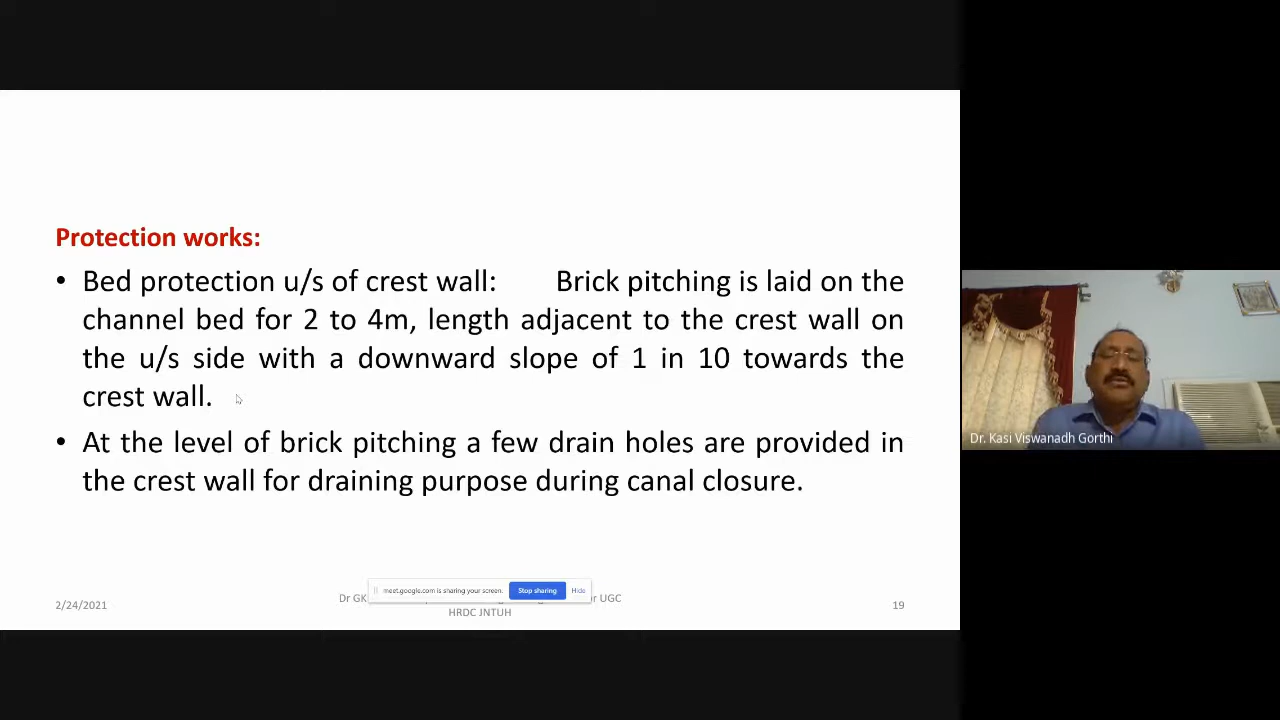 Protection works:
• Bed protection u/s of crest wall: Brick pitching is laid on the
channel bed for 2 to 4m, length adjacent to the crest wall on
the u/s side with a downward slope of 1 in 10 towards the
crest wall.
• At the level of brick pitching a few drain holes are provided in
the crest wall for draining purpose during canal closure.
Dr. Kasi Viswanadh Gorthi
meet.google.com is sharing your screen. Stop sharing Hide
2/24/2021 Dr GK UGC 19
HRDC JNTUH